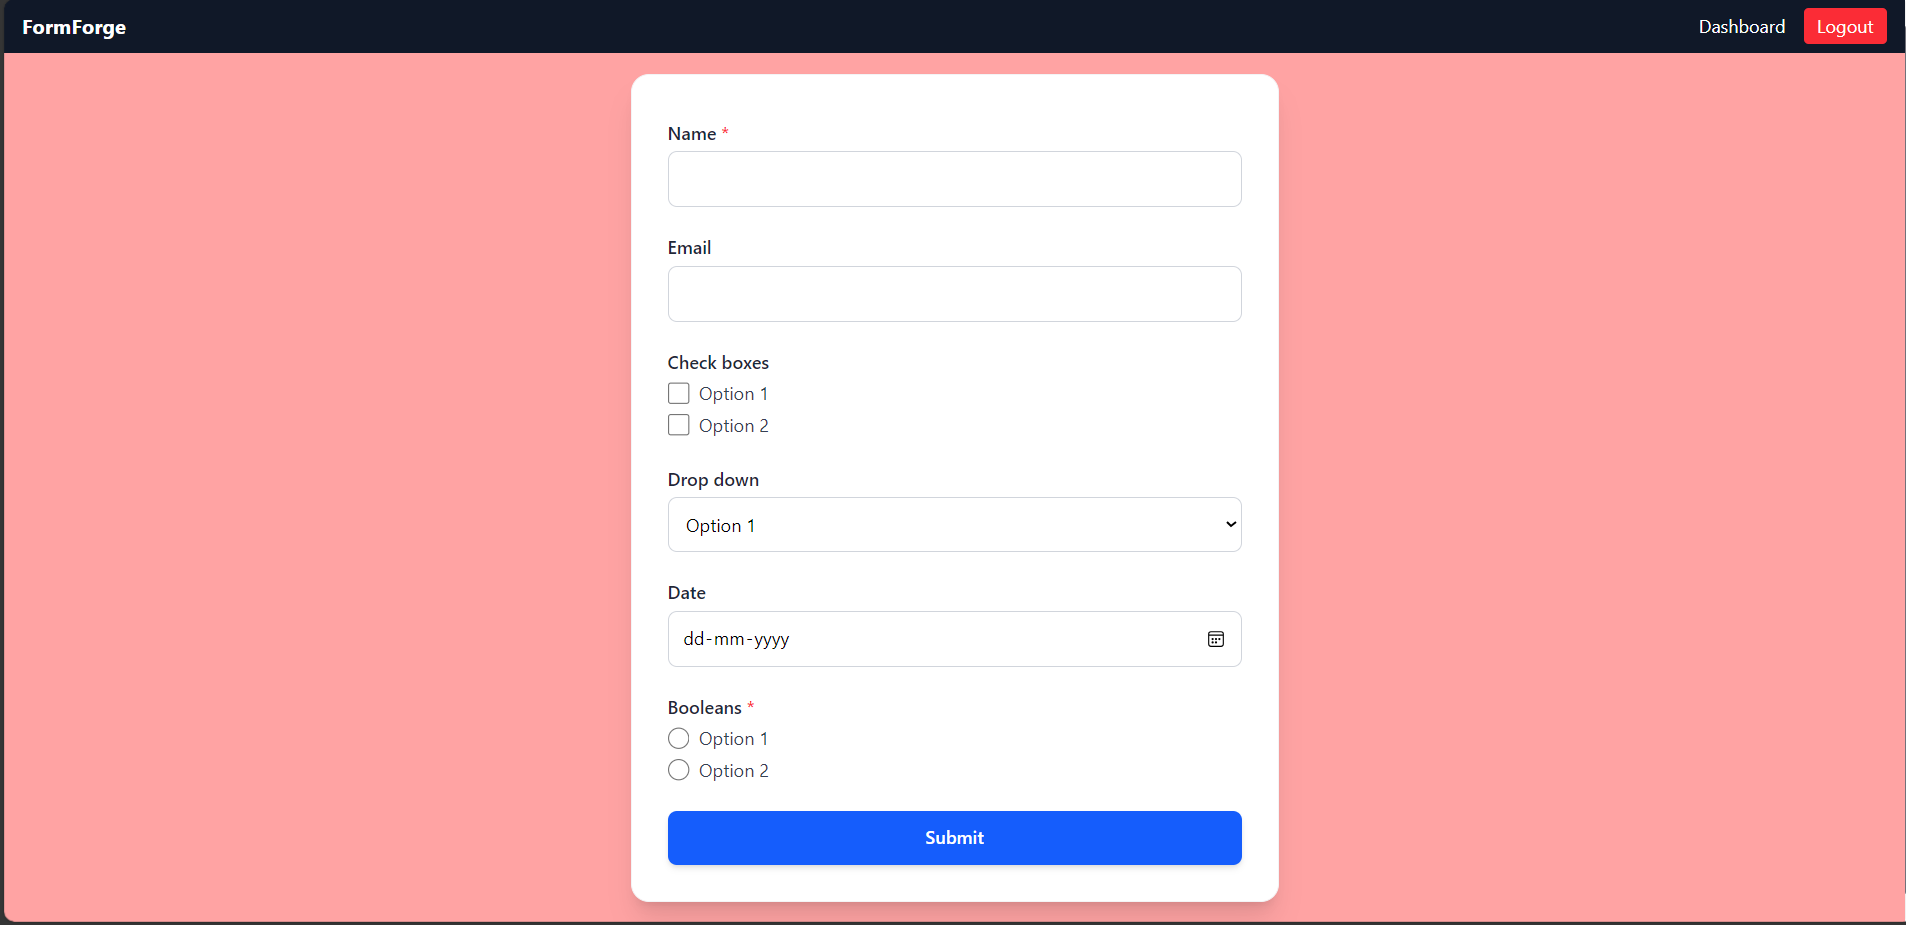 FormForge
Dashboard
Logout
Name *
Email
Check boxes
Option 1
Option 2
Drop down
Option 1
Date
dd-mm-yyyy
Booleans *
Option 1
Option 2
Submit